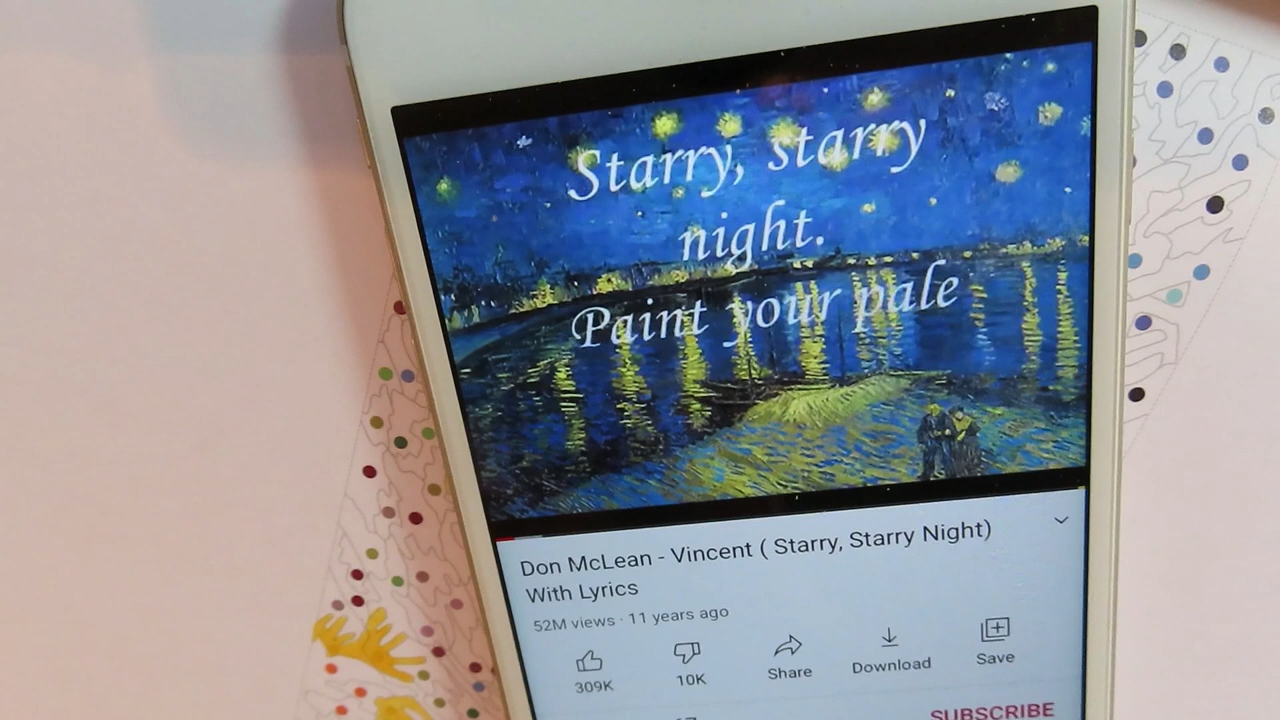 Starry, starry
night.
Paint your pale
Don McLean - Vincent ( Starry, Starry Night)
With Lyrics
52M views · 11 years ago
309K
10K
Share
Download
Save
SUBSCRIBE